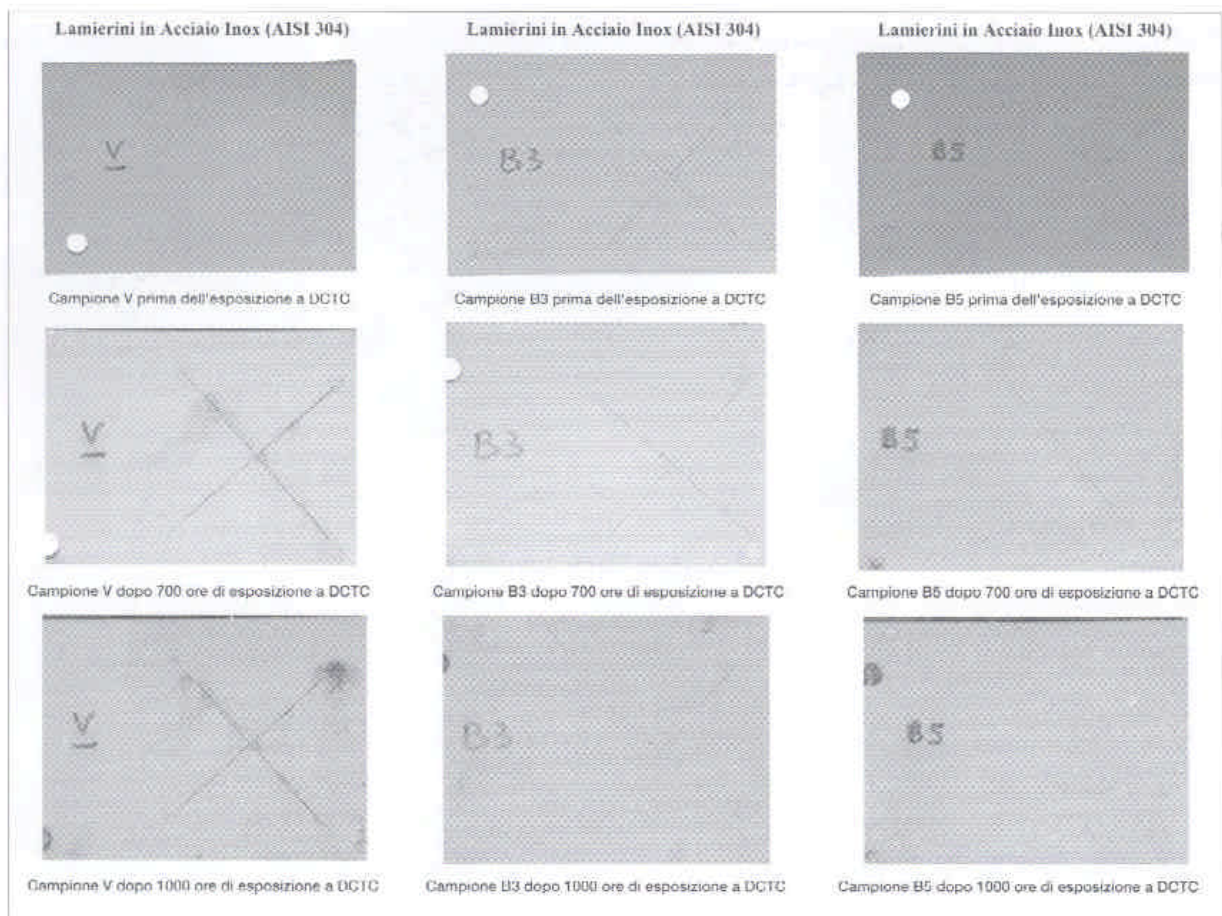 Lamierini in Acciaio Inox (AISI 304)
Lamierini in Acciaio Inox (AISI 304)
Lamierini in Acciaio Inox (AISI 304)
V
B3
B5
Campione V prima dell'esposizione a DCTC
Campione B3 prima dell'esposizione a DCTC
Campione B5 prima dell'esposizione a DCTC
V
B3
B5
Campione V dopo 700 ore di esposizione a DCTC
Campione B3 dopo 700 ore di esposizione a DCTC
Campione B5 dopo 700 ore di esposizione a DCTC
V
B3
B5
Campione V dopo 1000 ore di esposizione a DCTC
Campione B3 dopo 1000 ore di esposizione a DCTC
Campione B5 dopo 1000 ore di esposizione a DCTC